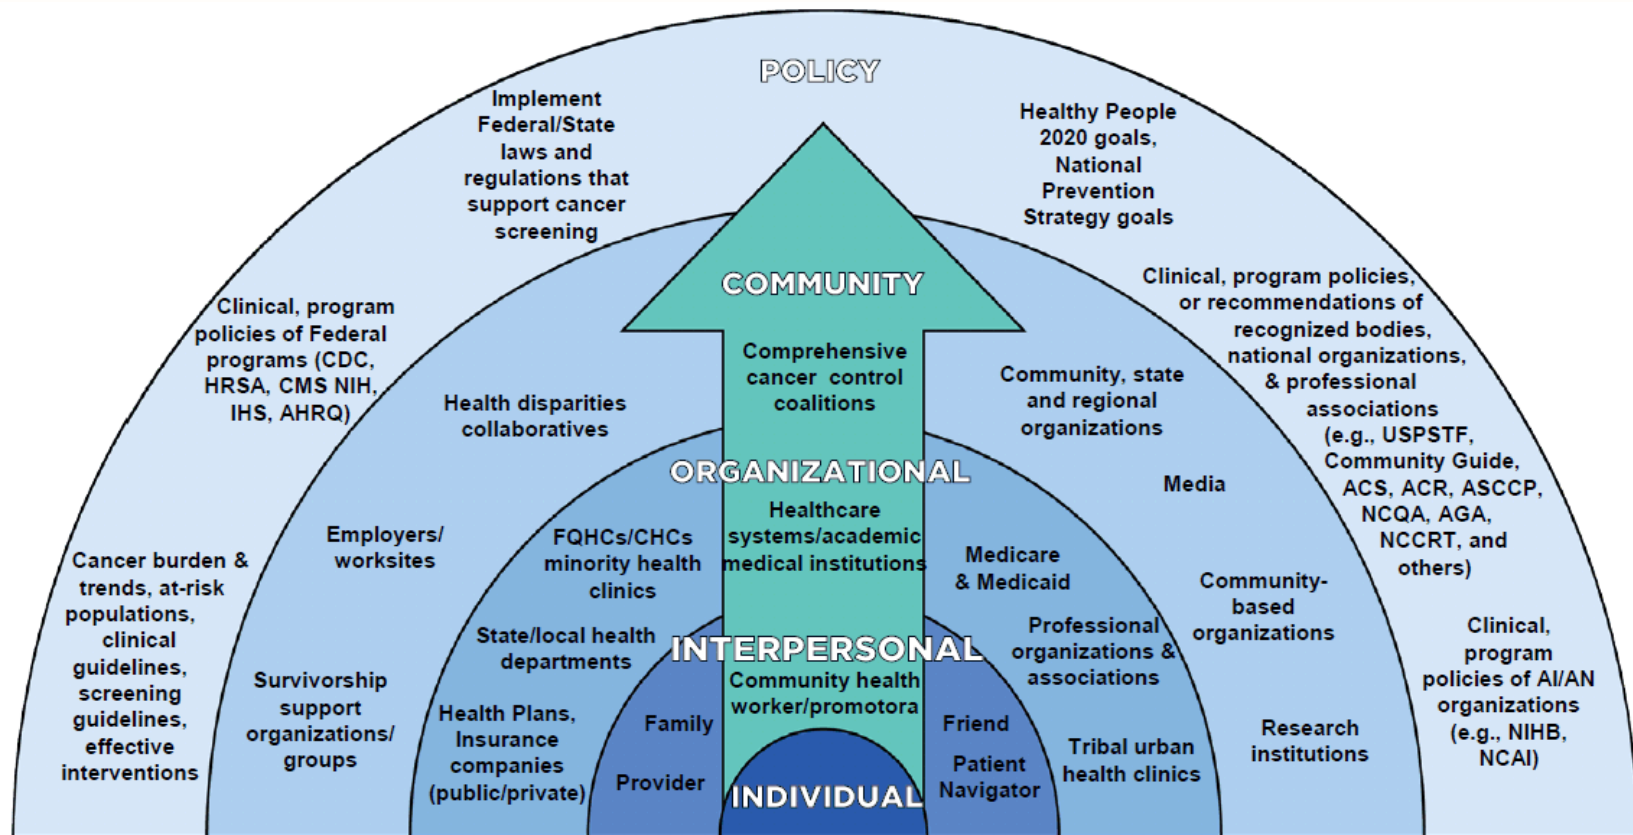 POLICY
Implement
Federal/State
laws and
regulations that
support cancer
screening
Healthy People
2020 goals,
National
Prevention
Strategy goals
Clinical, program
policies of Federal
programs (CDC,
HRSA, CMS NIH,
IHS, AHRQ)
Clinical, program policies,
or recommendations of
recognized bodies,
national organizations,
& professional
associations
(e.g., USPSTF,
Community Guide,
ACS, ACR, ASCCP,
NCQA, AGA,
NCCRT, and
others)
Cancer burden &
trends, at-risk
populations,
clinical
guidelines,
screening
guidelines,
effective
interventions
Clinical,
program
policies of AI/AN
organizations
(e.g., NIHB,
NCAI)
COMMUNITY
Comprehensive
cancer control
coalitions
Health disparities
collaboratives
Community, state
and regional
organizations
Media
Employers/
worksites
Community-
based
organizations
Survivorship
support
organizations/
groups
Research
institutions
ORGANIZATIONAL
Healthcare
systems/academic
medical institutions
FQHCs/CHCs
minority health
clinics
Medicare
& Medicaid
State/local health
departments
Professional
organizations &
associations
Health Plans,
Insurance
companies
(public/private)
Tribal urban
health clinics
INTERPERSONAL
Community health
worker/promotora
Family
Friend
Provider
Patient
Navigator
INDIVIDUAL